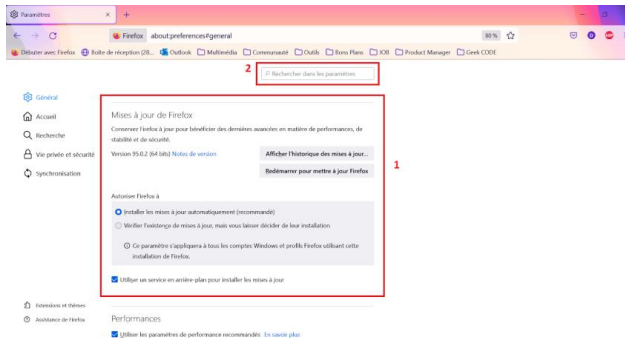 Paramètres
Firefox about:preferences#general 80 %
Débuter avec Firefox Boîte de réception (28... Outlook Multimédia Communauté Outils Bons Plans JOB Product Manager Geek CODE
2
Rechercher dans les paramètres
Général
Accueil
Recherche
Vie privée et sécurité
Synchronisation
Mises à jour de Firefox
Conservez Firefox à jour pour bénéficier des dernières avancées en matière de performances, de
stabilité et de sécurité.
Version 95.0.2 (64 bits) Notes de version
Afficher l'historique des mises à jour...
Redémarrer pour mettre à jour Firefox
1
Autoriser Firefox à
Installer les mises à jour automatiquement (recommandé)
Vérifier l'existence de mises à jour, mais vous laisser décider de leur installation
Ce paramètre s'appliquera à tous les comptes Windows et profils Firefox utilisant cette
installation de Firefox.
Utiliser un service en arrière-plan pour installer les mises à jour
Extensions et thèmes
Assistance de Firefox
Performances
Utiliser les paramètres de performance recommandés En savoir plus